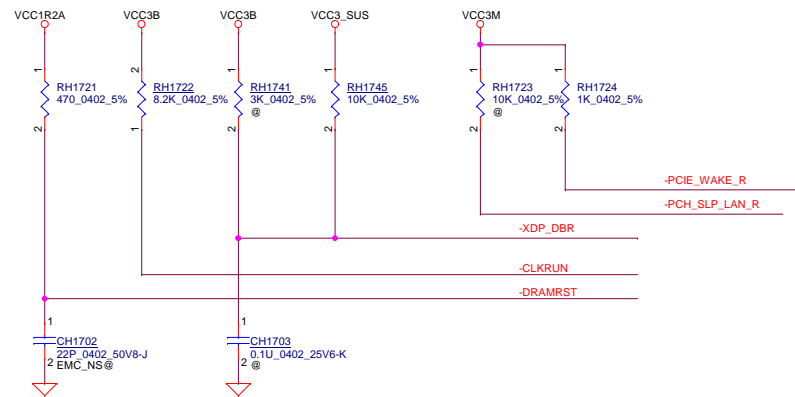 VCC1R2A VCC3B VCC3B VCC3_SUS VCC3M
1 2 1 1 1 1
RH1721 RH1722 RH1741 RH1745 RH1723 RH1724
470_0402_5% 8.2K_0402_5% 3K_0402_5% 10K_0402_5% 10K_0402_5% 1K_0402_5%
@ @
2 1 2 2 2 2
-PCIE_WAKE_R
-PCH_SLP_LAN_R
-XDP_DBR
-CLKRUN
-DRAMRST
1 1
CH1702 CH1703
22P_0402_50V8-J 0.1U_0402_25V6-K
2 EMC_NS@ 2 @